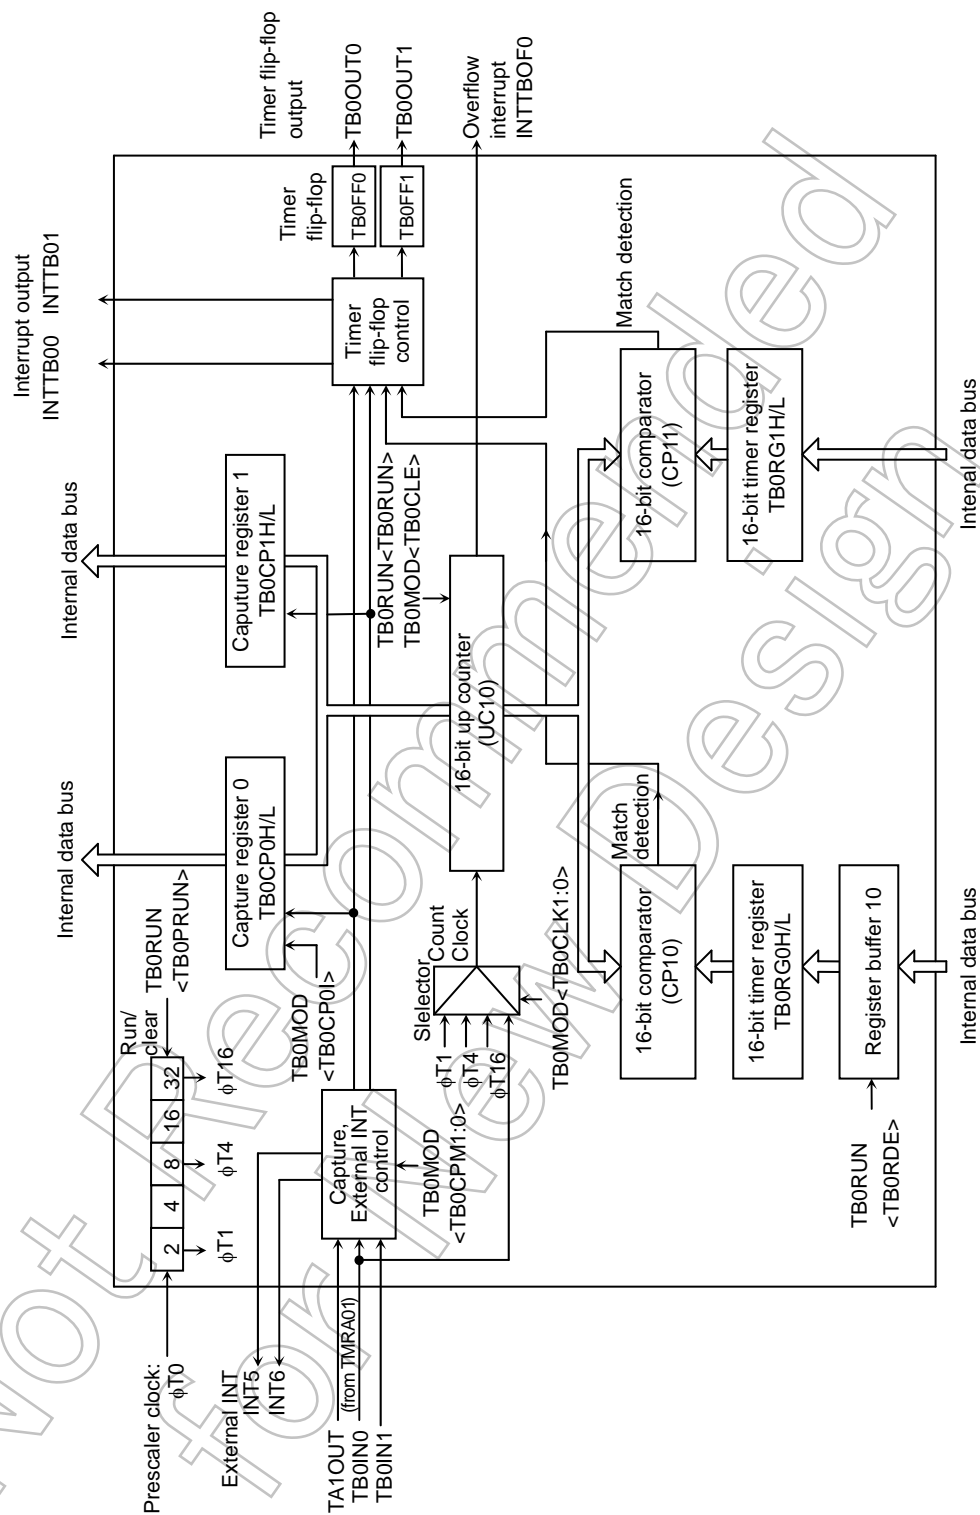 Prescaler clock:
ϕT0
2
4
8
16
32
Run/
clear
TB0RUN
<TB0PRUN>
ϕT1
ϕT4
ϕT16
External INT
INT5
INT6
TA1OUT
(from TMRA01)
TB0IN0
TB0IN1
Capture,
External INT
control
TB0MOD
<TB0CPM1:0>
TB0MOD
<TB0CP0I>
Internal data bus
Capture register 0
TB0CP0H/L
Internal data bus
Caputure register 1
TB0CP1H/L
Interrupt output
INTTB00 INTTB01
Slelector
ϕT1
ϕT4
ϕT16
Count
Clock
TB0MOD<TB0CLK1:0>
16-bit up counter
(UC10)
TB0RUN<TB0RUN>
TB0MOD<TB0CLE>
Timer
flip-flop
control
Timer
flip-flop
TB0FF0
TB0FF1
Timer flip-flop
output
TB0OUT0
TB0OUT1
Overflow
interrupt
INTTBOF0
Match
detection
16-bit comparator
(CP10)
16-bit timer register
TB0RG0H/L
Register buffer 10
TB0RUN
<TB0RDE>
Internal data bus
Match detection
16-bit comparator
(CP11)
16-bit timer register
TB0RG1H/L
Intenal data bus
Not Recommended
for New Design